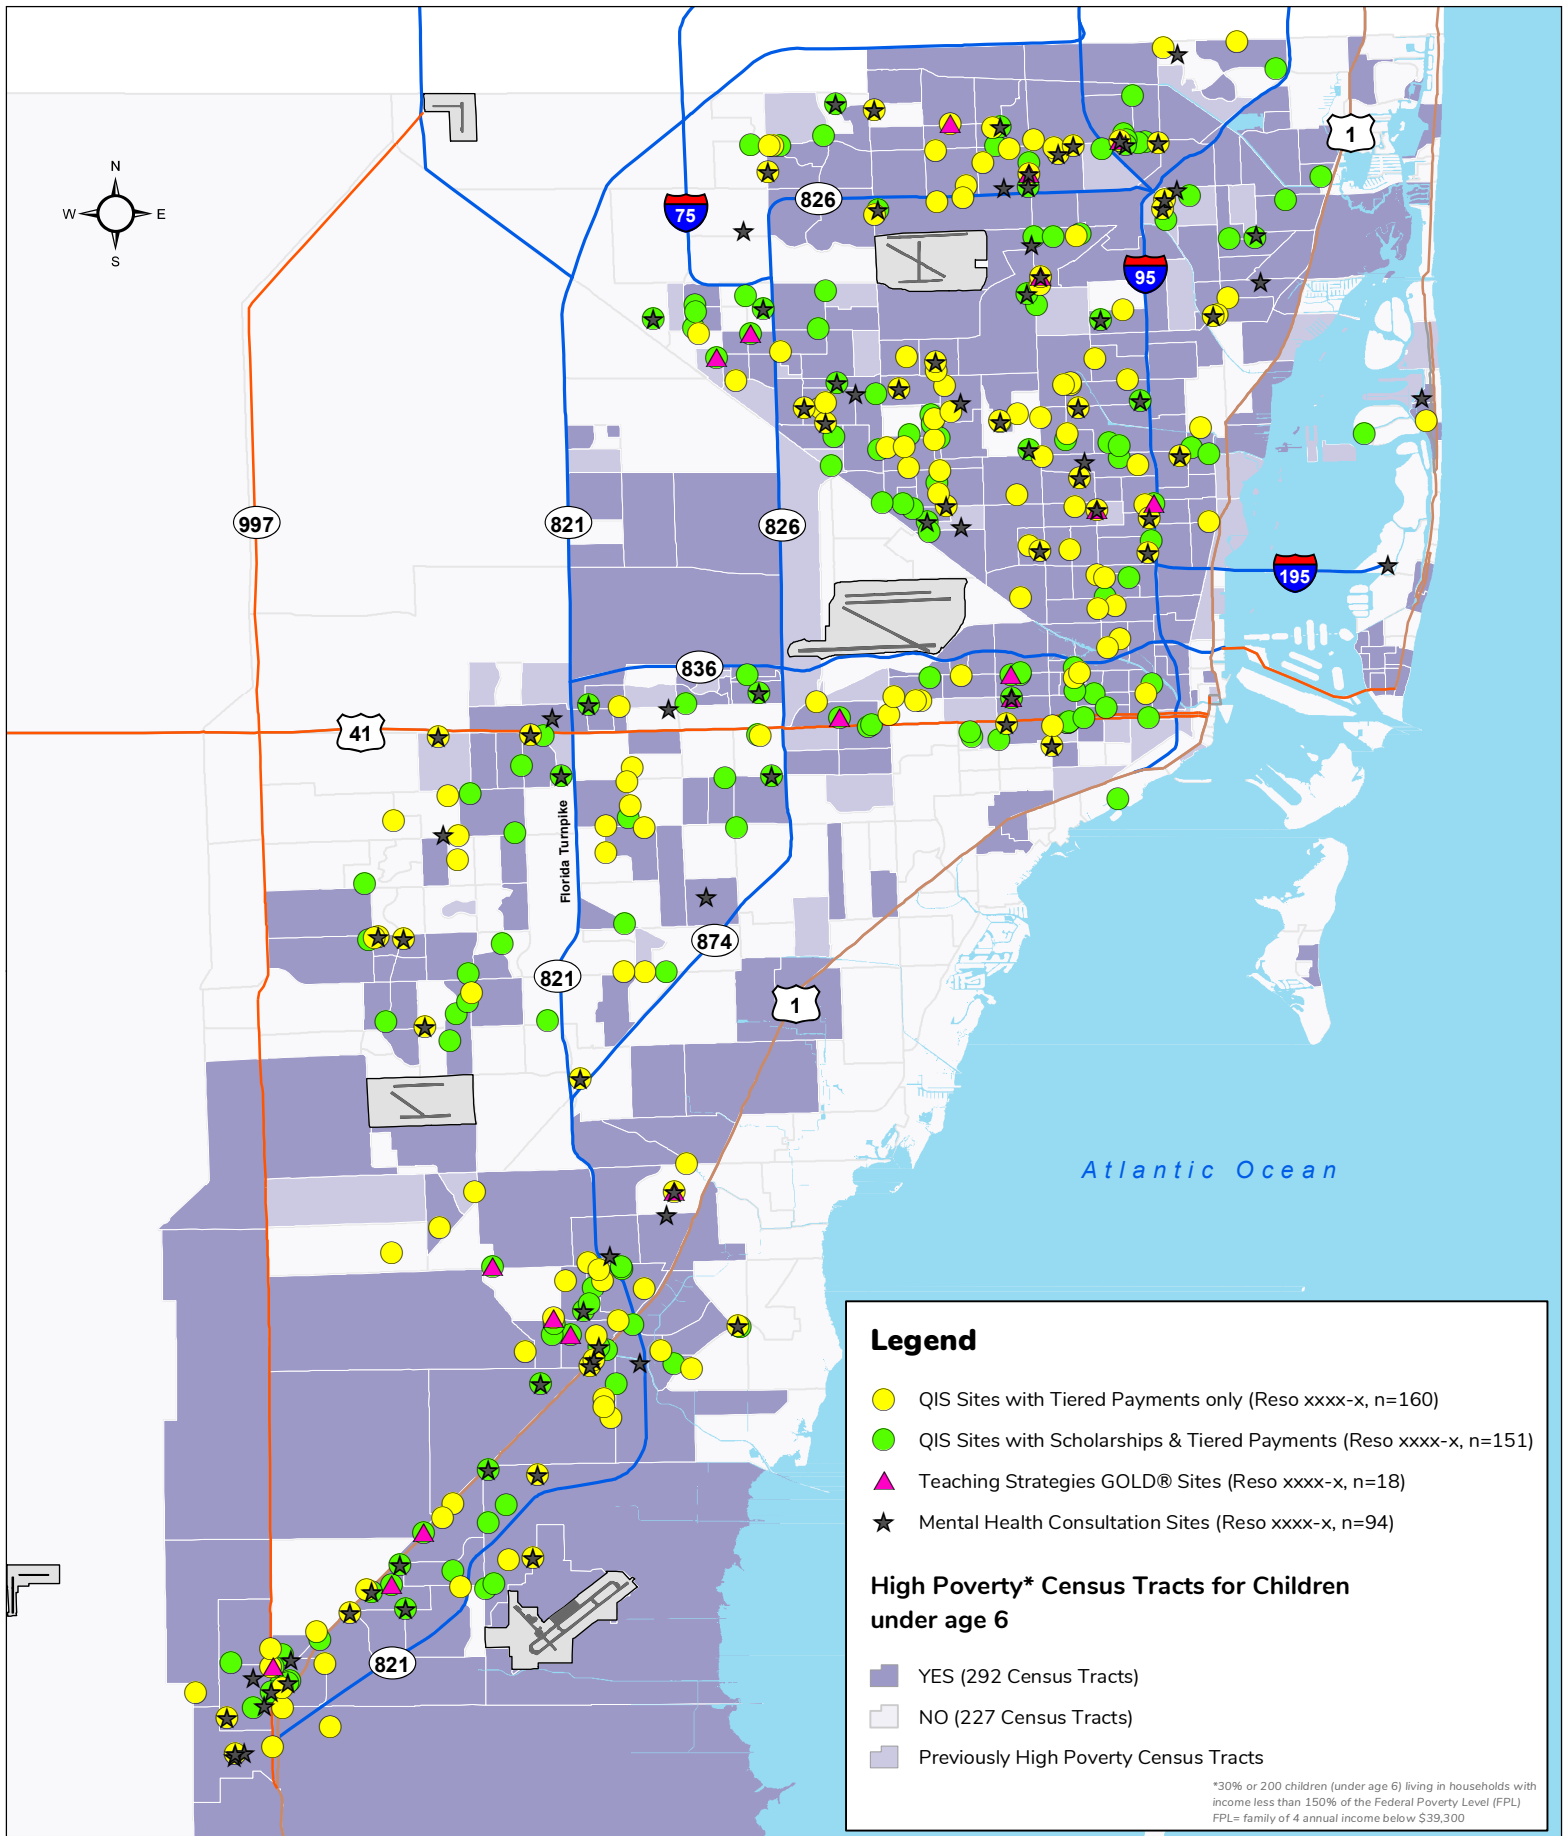 1
N
W
E
S
75
826
95
997
821
826
195
836
41
Florida Turnpike
874
821
1
Atlantic Ocean
Legend
QIS Sites with Tiered Payments only (Reso xxxx-x, n=160)
QIS Sites with Scholarships & Tiered Payments (Reso xxxx-x, n=151)
Teaching Strategies GOLD® Sites (Reso xxxx-x, n=18)
Mental Health Consultation Sites (Reso xxxx-x, n=94)
High Poverty* Census Tracts for Children
under age 6
821
YES (292 Census Tracts)
NO (227 Census Tracts)
Previously High Poverty Census Tracts
*30% or 200 children (under age 6) living in households with
income less than 150% of the Federal Poverty Level (FPL)
FPL= family of 4 annual income below $39,300